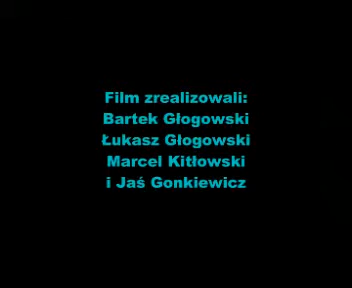 Film zrealizowali:
Bartek Głogowski
Łukasz Głogowski
Marcel Kitłowski
i Jaś Gonkiewicz